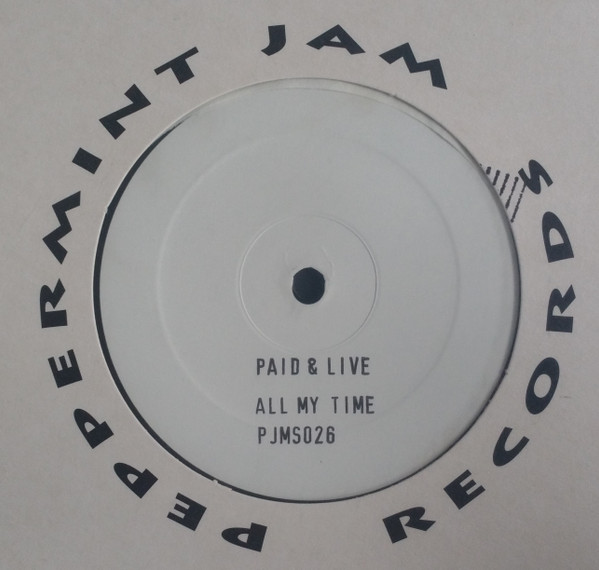 PEPPERMINT JAM RECORDS
PAID & LIVE
ALL MY TIME
PJMS026